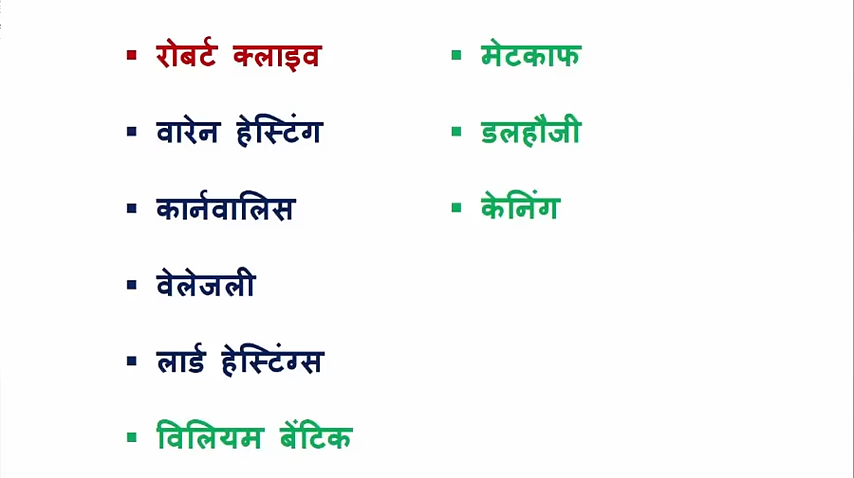 ▪ रोबर्ट क्लाइव
▪ वारेन हेस्टिंग
▪ कार्नवालिस
▪ वेलेजली
▪ लार्ड हेस्टिंग्स
▪ विलियम बेंटिक
▪ मेटकाफ
▪ डलहौजी
▪ केनिंग